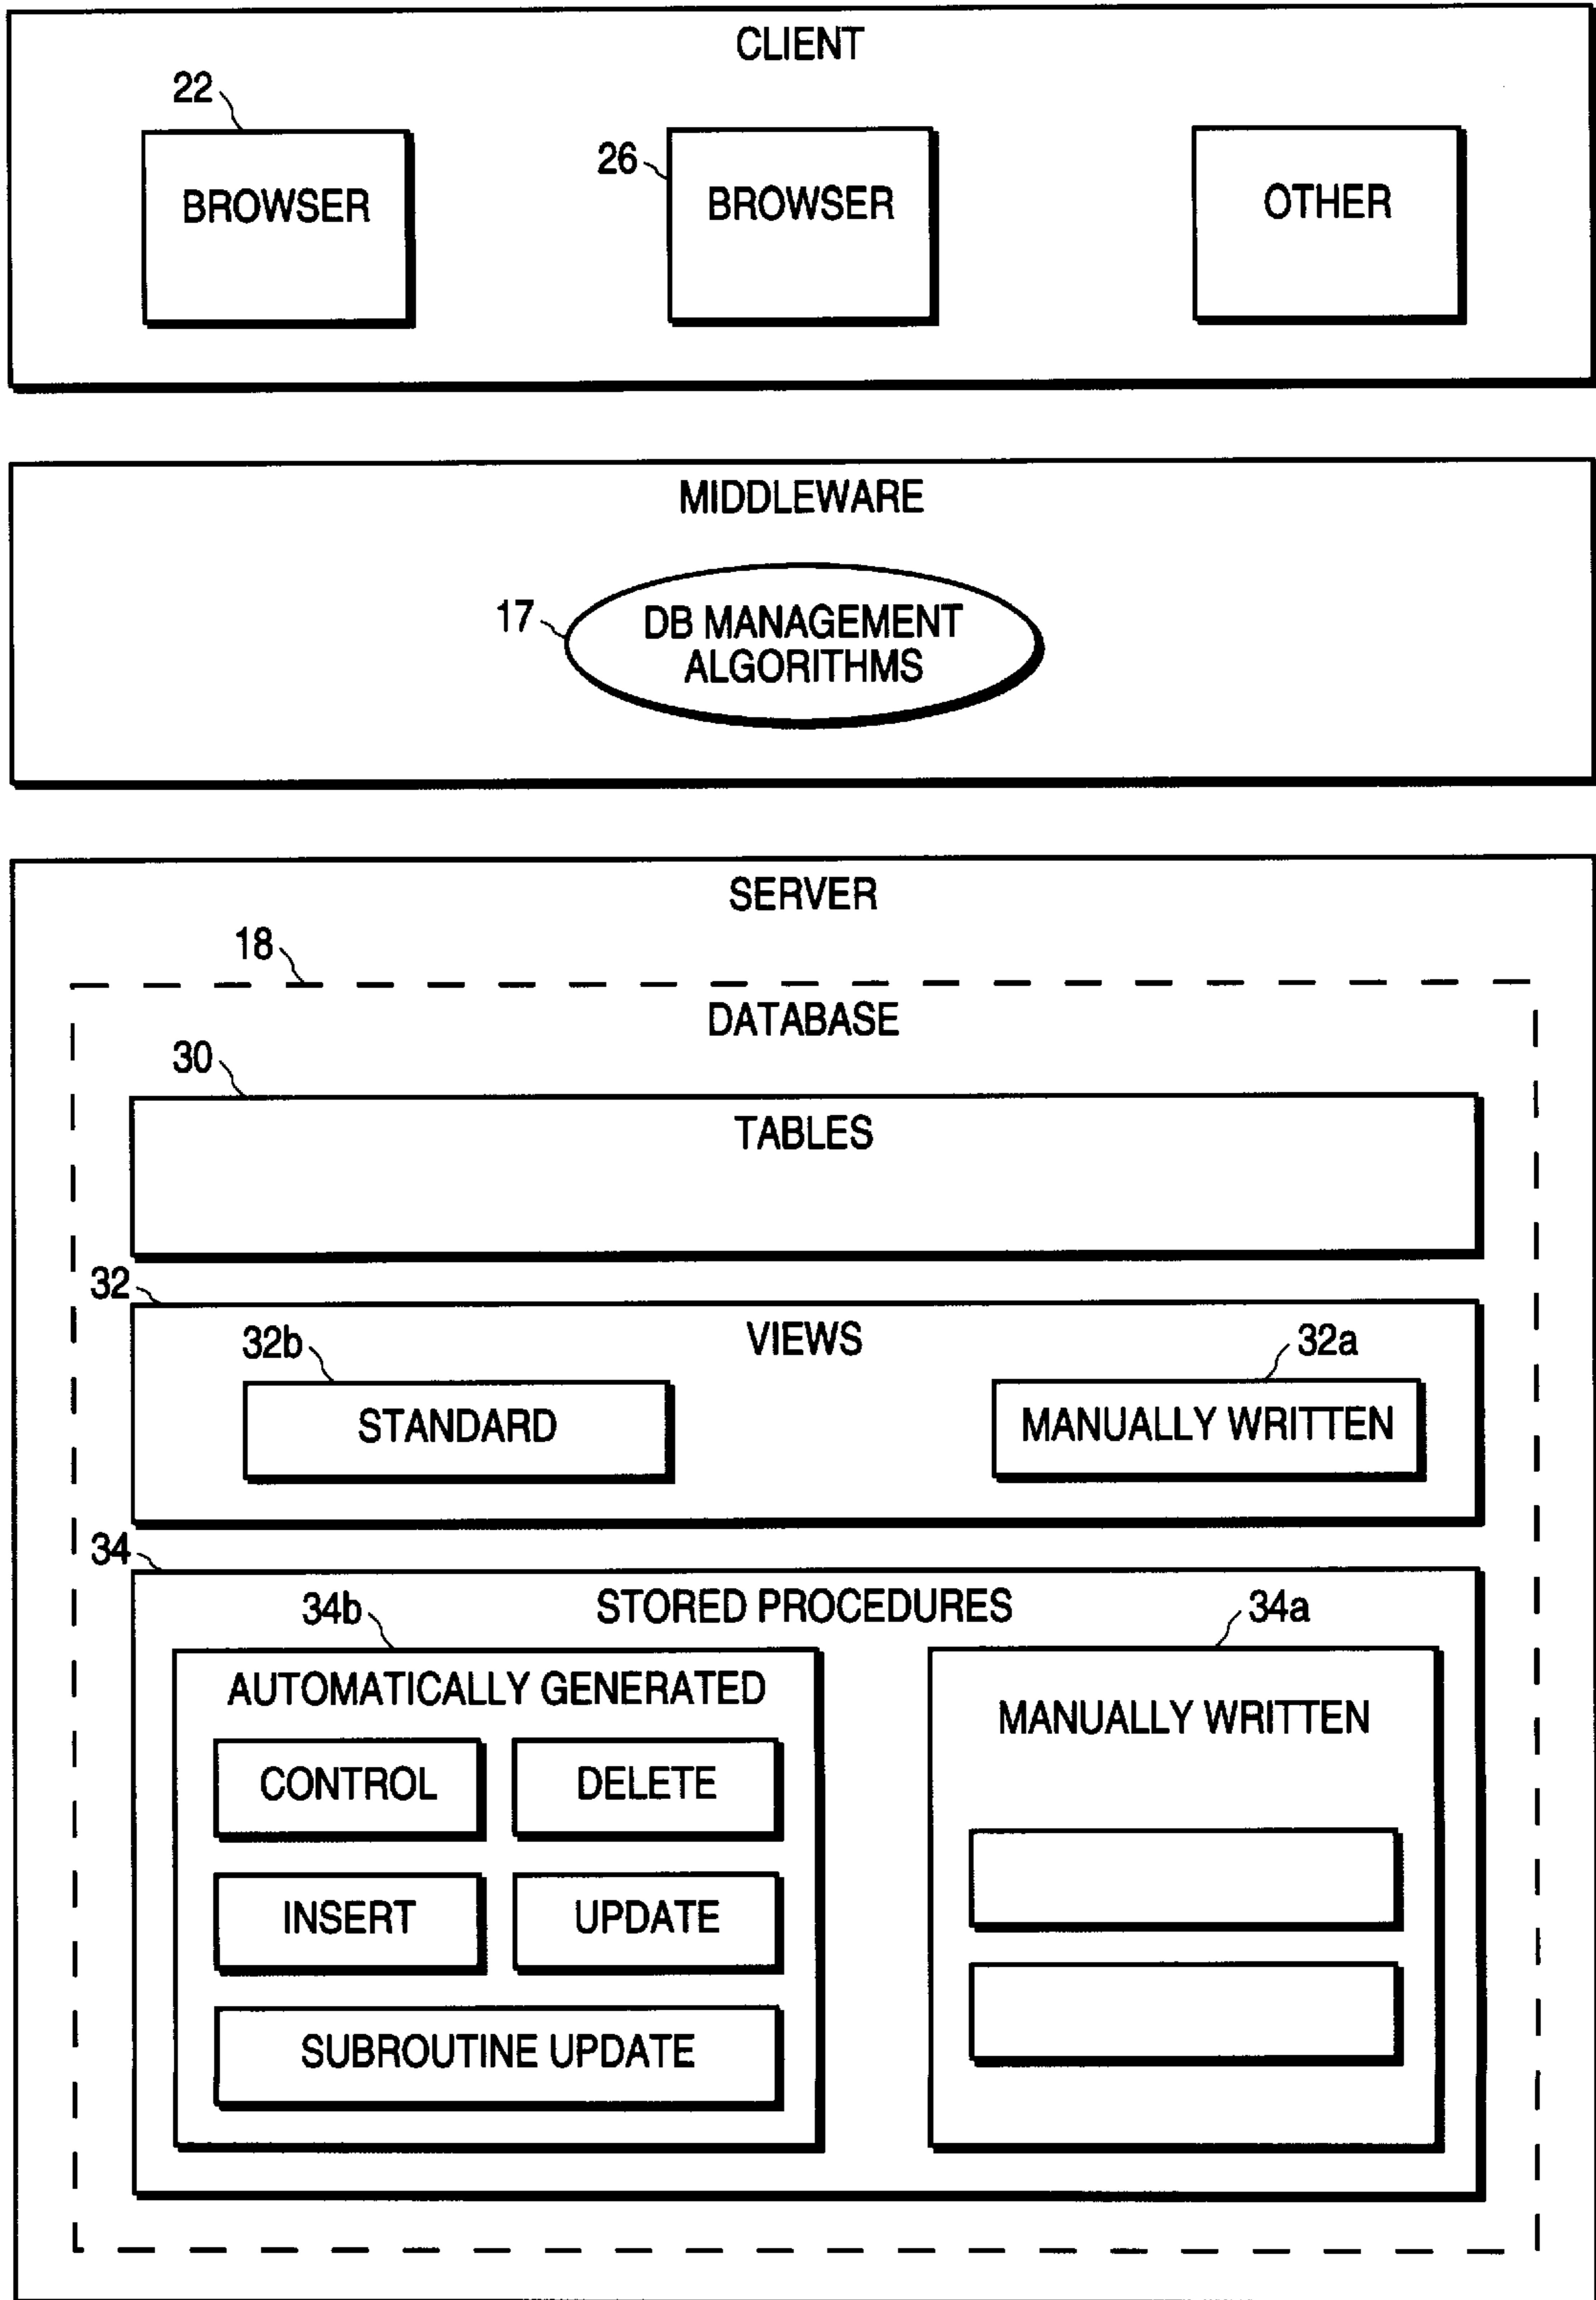 CLIENT
22
BROWSER
26
BROWSER
OTHER
MIDDLEWARE
17
DB MANAGEMENT
ALGORITHMS
SERVER
18
DATABASE
30
TABLES
32
VIEWS
32b
STANDARD
32a
MANUALLY WRITTEN
34
STORED PROCEDURES
34b
AUTOMATICALLY GENERATED
CONTROL
DELETE
INSERT
UPDATE
SUBROUTINE UPDATE
34a
MANUALLY WRITTEN